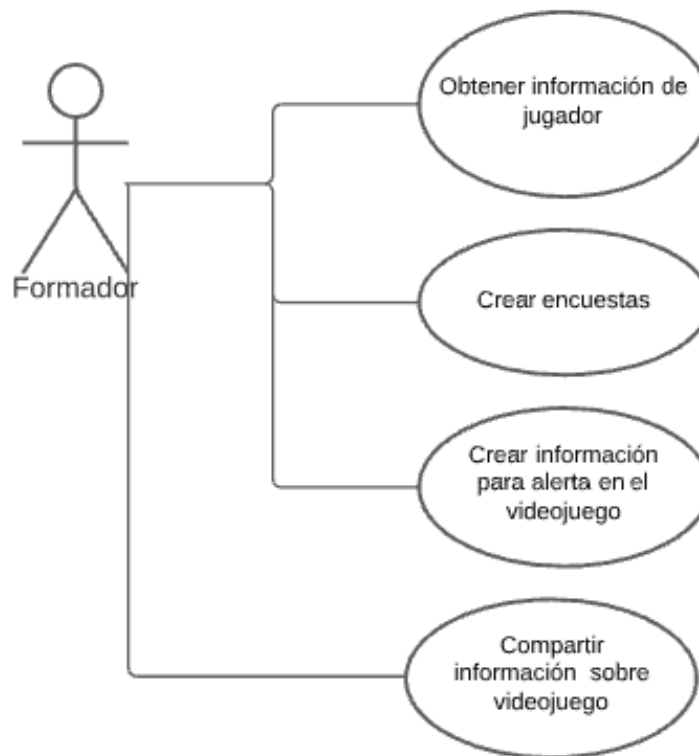 Obtener información de
jugador
Formador
Crear encuestas
Crear información
para alerta en el
videojuego
Compartir
información sobre
videojuego